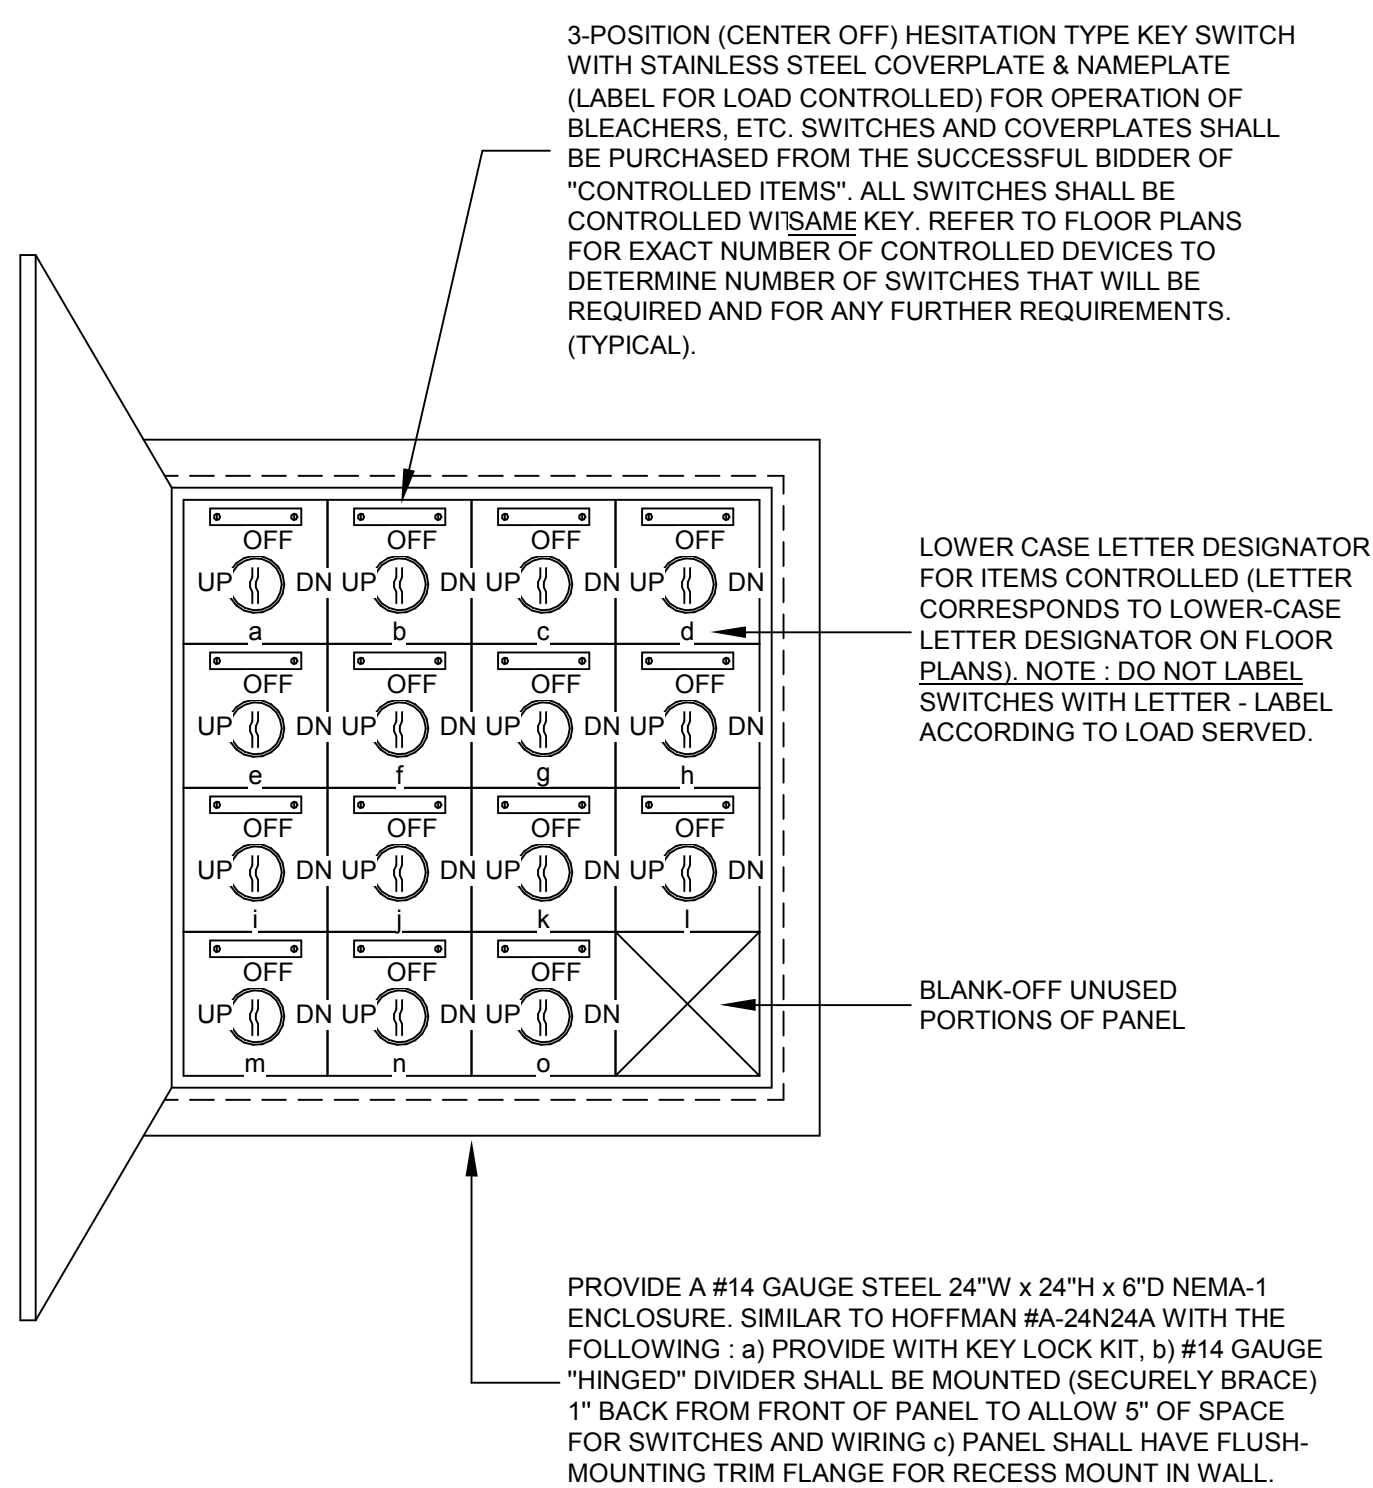 3-POSITION (CENTER OFF) HESITATION TYPE KEY SWITCH
WITH STAINLESS STEEL COVERPLATE & NAMEPLATE
(LABEL FOR LOAD CONTROLLED) FOR OPERATION OF
BLEACHERS, ETC. SWITCHES AND COVERPLATES SHALL
BE PURCHASED FROM THE SUCCESSFUL BIDDER OF
"CONTROLLED ITEMS". ALL SWITCHES SHALL BE
CONTROLLED WITSAME KEY. REFER TO FLOOR PLANS
FOR EXACT NUMBER OF CONTROLLED DEVICES TO
DETERMINE NUMBER OF SWITCHES THAT WILL BE
REQUIRED AND FOR ANY FURTHER REQUIREMENTS.
(TYPICAL).
OFF OFF OFF OFF
UP DN UP DN UP DN UP DN
a b c d
OFF OFF OFF OFF
UP DN UP DN UP DN UP DN
e f g h
OFF OFF OFF OFF
UP DN UP DN UP DN UP DN
i j k l
OFF OFF OFF
UP DN UP DN UP DN
m n o
LOWER CASE LETTER DESIGNATOR
FOR ITEMS CONTROLLED (LETTER
CORRESPONDS TO LOWER-CASE
LETTER DESIGNATOR ON FLOOR
PLANS). NOTE : DO NOT LABEL
SWITCHES WITH LETTER - LABEL
ACCORDING TO LOAD SERVED.
BLANK-OFF UNUSED
PORTIONS OF PANEL
PROVIDE A #14 GAUGE STEEL 24"W x 24"H x 6"D NEMA-1
ENCLOSURE. SIMILAR TO HOFFMAN #A-24N24A WITH THE
FOLLOWING : a) PROVIDE WITH KEY LOCK KIT, b) #14 GAUGE
"HINGED" DIVIDER SHALL BE MOUNTED (SECURELY BRACE)
1" BACK FROM FRONT OF PANEL TO ALLOW 5" OF SPACE
FOR SWITCHES AND WIRING c) PANEL SHALL HAVE FLUSH-
MOUNTING TRIM FLANGE FOR RECESS MOUNT IN WALL.